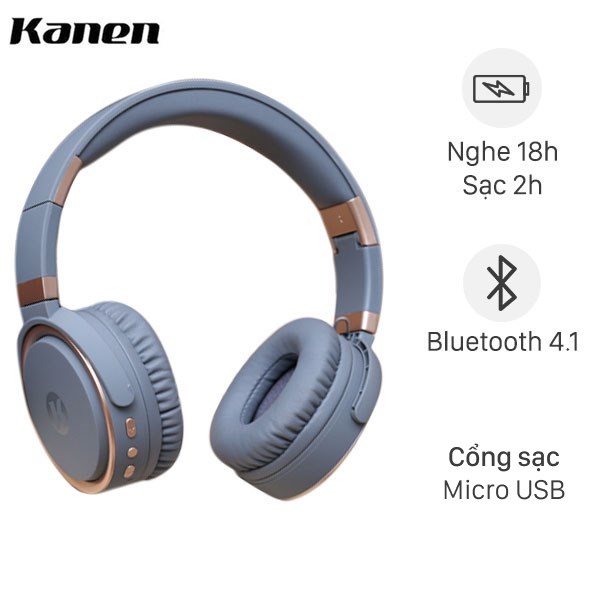 Kanen
Nghe 18h
Sạc 2h
Bluetooth 4.1
Cổng sạc
Micro USB